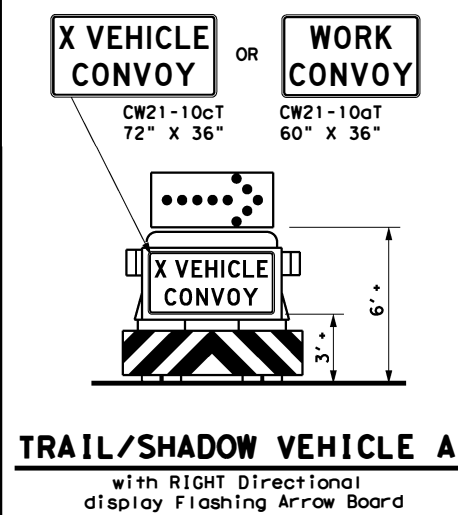 X VEHICLE
CONVOY
OR
WORK
CONVOY
CW21-10cT
72" X 36"
CW21-10aT
60" X 36"
X VEHICLE
CONVOY
6' +
3' +
TRAIL/SHADOW VEHICLE A
with RIGHT Directional
display Flashing Arrow Board